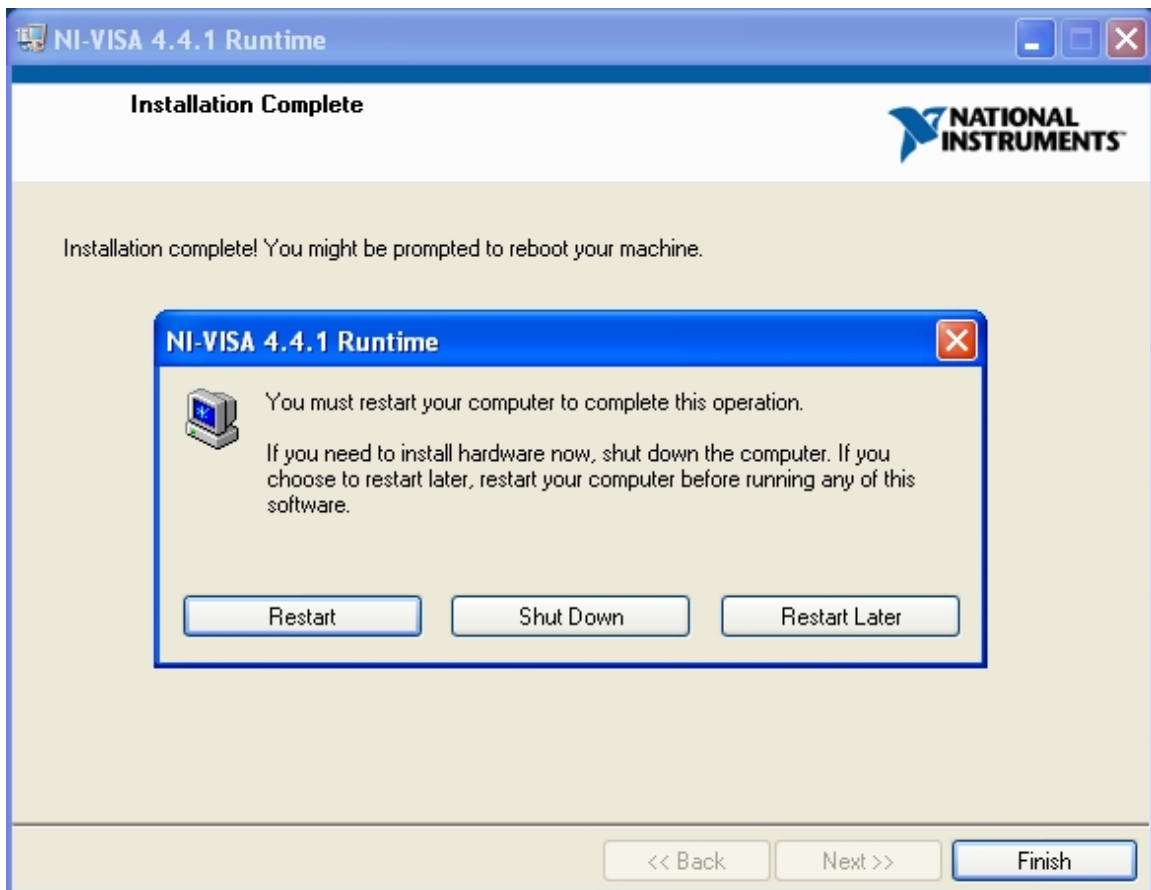 NI-VISA 4.4.1 Runtime
Installation Complete
NATIONAL
INSTRUMENTS™
Installation complete! You might be prompted to reboot your machine.
NI-VISA 4.4.1 Runtime
You must restart your computer to complete this operation.
If you need to install hardware now, shut down the computer. If you
choose to restart later, restart your computer before running any of this
software.
Restart Shut Down Restart Later
<< Back Next >> Finish